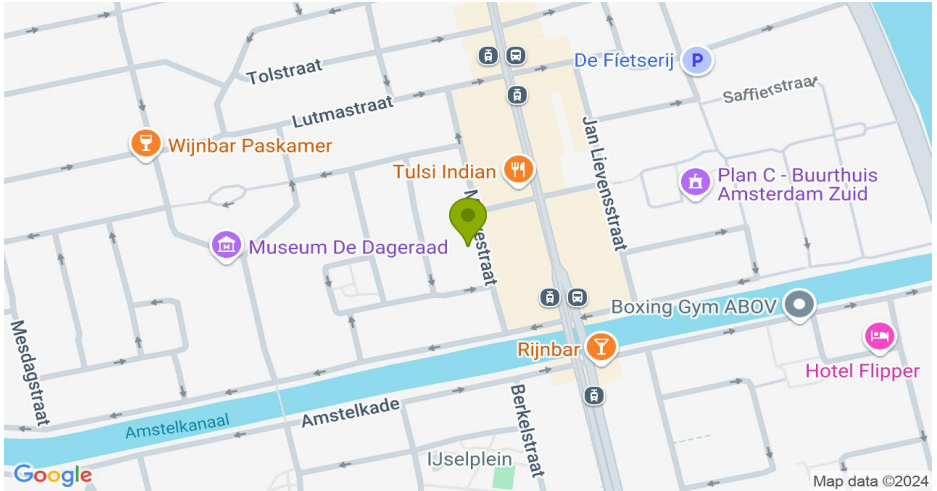 Tolstraat
De Fíetserij
P
Saffierstraat
Lutmastraat
Wijnbar Paskamer
Jan Lievensstraat
Tulsi Indian
Plan C - Buurthuis
Amsterdam Zuid
Museum De Dageraad
Boxing Gym ABOV
Mesdagstraat
Rijnbar
Hotel Flipper
Amstelkade
Amstelkanaal
Berkelstraat
IJselplein
Google
Map data ©2024